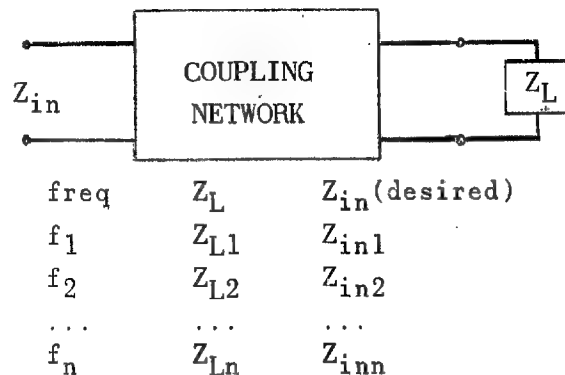 COUPLING
NETWORK
Z_in
Z_L
freq Z_L Z_in(desired)
f_1 Z_L1 Z_in1
f_2 Z_L2 Z_in2
... ... ...
f_n Z_Ln Z_inn